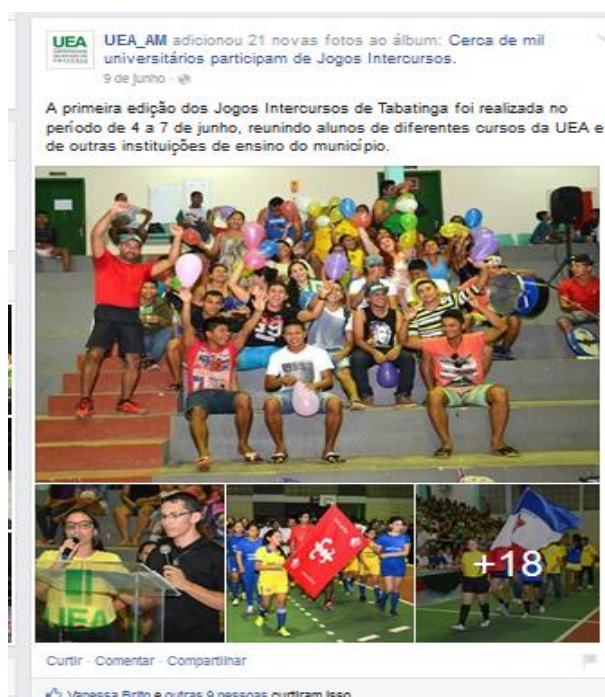 UEA
UEA_AM adicionou 21 novas fotos ao álbum: Cerca de mil
universitários participam de Jogos Intercursos.
9 de junho ·
A primeira edição dos Jogos Intercursos de Tabatinga foi realizada no
período de 4 a 7 de junho, reunindo alunos de diferentes cursos da UEA e
de outras instituições de ensino do município.
UEA
+18
Curtir · Comentar · Compartilhar
Vanessa Brito e outras 9 pessoas curtiram isso.